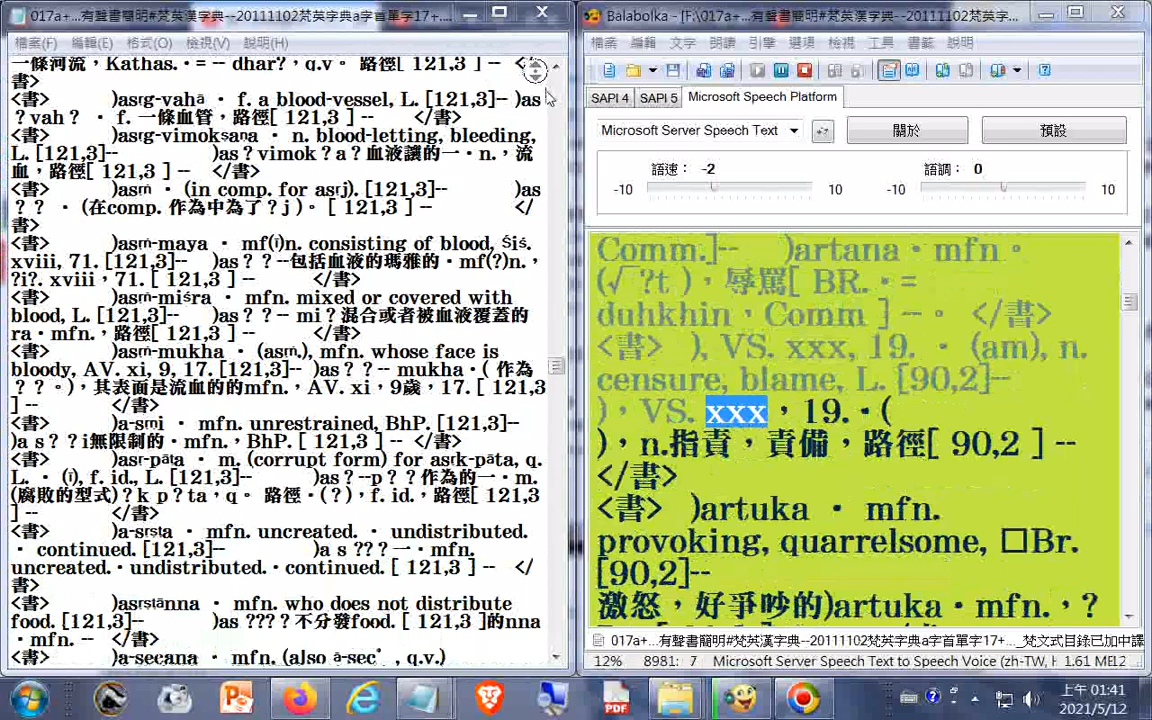 017a+...有聲書簡明#梵英漢字典--20111102梵英字典a字首單字17+...
檔案(F) 編輯(E) 格式(O) 檢視(V) 說明(H)
一條河流，Kathas.‧= -- dhar?，q.v。 路徑[ 121,3 ] -- </
書>
<書> )asṛg-vahā ‧ f. a blood-vessel, L. [121,3]-- )as
? vah? ‧ f. 一條血管，路徑[ 121,3 ] -- </書>
<書> )asṛg-vimokṣaṇa ‧ n. blood-letting, bleeding,
L. [121,3]-- )as ? vimok ? a ? 血液讓的一‧n.，流
血，路徑[ 121,3 ] -- </書>
<書> )asṛṅ ‧ (in comp. for asṛj). [121,3]-- )as
? ? ‧ (在comp. 作為中為了 ? j )。[ 121,3 ] -- </
書>
<書> )asṛṅ-maya ‧ mf(ī)n. consisting of blood, Śiś.
xviii, 71. [121,3]-- )as ? ? --包括血液的瑪雅的‧mf(?)n.，
?i?. xviii，71. [ 121,3 ] -- </書>
<書> )asṛṅ-miśra ‧ mfn. mixed or covered with
blood, L. [121,3]-- )as ? ? -- mi ? 混合或者被血液覆蓋的
ra‧mfn.，路徑[ 121,3 ] -- </書>
<書> )asṛṅ-mukha ‧ (asṛṅ), mfn. whose face is
bloody, AV. xi, 9, 17. [121,3]-- )as ? ? -- mukha‧( 作為
? ? 。)，其表面是流血的的mfn.，AV. xi，9歲，17. [ 121,3
] -- </書>
<書> )a-sṛṇi ‧ mfn. unrestrained, BhP. [121,3]--
)a s ? ? i無限制的‧mfn.，BhP. [ 121,3 ] -- </書>
<書> )asṛ-pāṭa ‧ m. (corrupt form) for asṛk-pāṭa, q.
L. ‧ (ī), f. id., L. [121,3]-- )as ? --p ? ? 作為的一‧m.
(腐敗的型式) ? k p ? ta，q。 路徑‧( ? )，f. id.，路徑[ 121,3
] -- </書>
<書> )a-sṛṣṭa ‧ mfn. uncreated. ‧ undistributed.
‧ continued. [121,3]-- )a s ??? 一‧mfn.
uncreated.‧undistributed.‧continued. [ 121,3 ] -- </
書>
<書> )asṛṣṭānna ‧ mfn. who does not distribute
food. [121,3]-- )as ???? 不分發food. [ 121,3 ]的nna
‧mfn. -- </書>
<書> )a-secana ‧ mfn. (also ā-sec°, q.v.)
Balabolka - [F:\017a+...有聲書簡明#梵英漢字典--20111102梵英字...
檔案 編輯 文字 朗讀 引擎 選項 檢視 工具 書籤 說明
SAPI 4 SAPI 5 Microsoft Speech Platform
Microsoft Server Speech Text 關於 預設
語速： -2 語調： 0
-10 10 -10 10
Comm.]-- )artana‧mfn。
(√ ?t )，辱罵[ BR.‧=
duhkhin，Comm ] --。 </書>
<書> ), VS. xxx, 19. ‧ (am), n.
censure, blame, L. [90,2]--
)，VS. xxx，19.‧(
)，n.指責，責備，路徑[ 90,2 ] --
</書>
<書> )artuka ‧ mfn.
provoking, quarrelsome, □Br.
[90,2]--
激怒，好爭吵的)artuka‧mfn.，?
017a+...有聲書簡明#梵英漢字典--20111102梵英字典a字首單字17+..._梵文式目錄已加中譯
12% 8981: 7 Microsoft Server Speech Text to Speech Voice (zh-TW, H 1.61 ME12
PDF
上午 01:41
2021/5/12